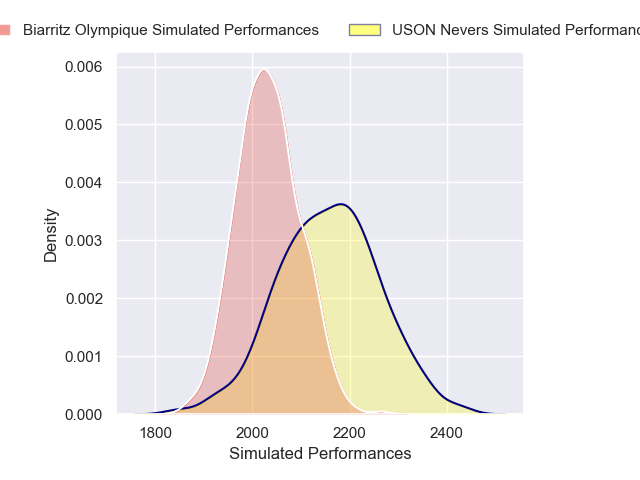 Biarritz Olympique Simulated Performances
USON Nevers Simulated
0.006
0.005
0.004
0.003
0.002
0.001
0.000
Density
1800
2000
2200
2400
Simulated Performances